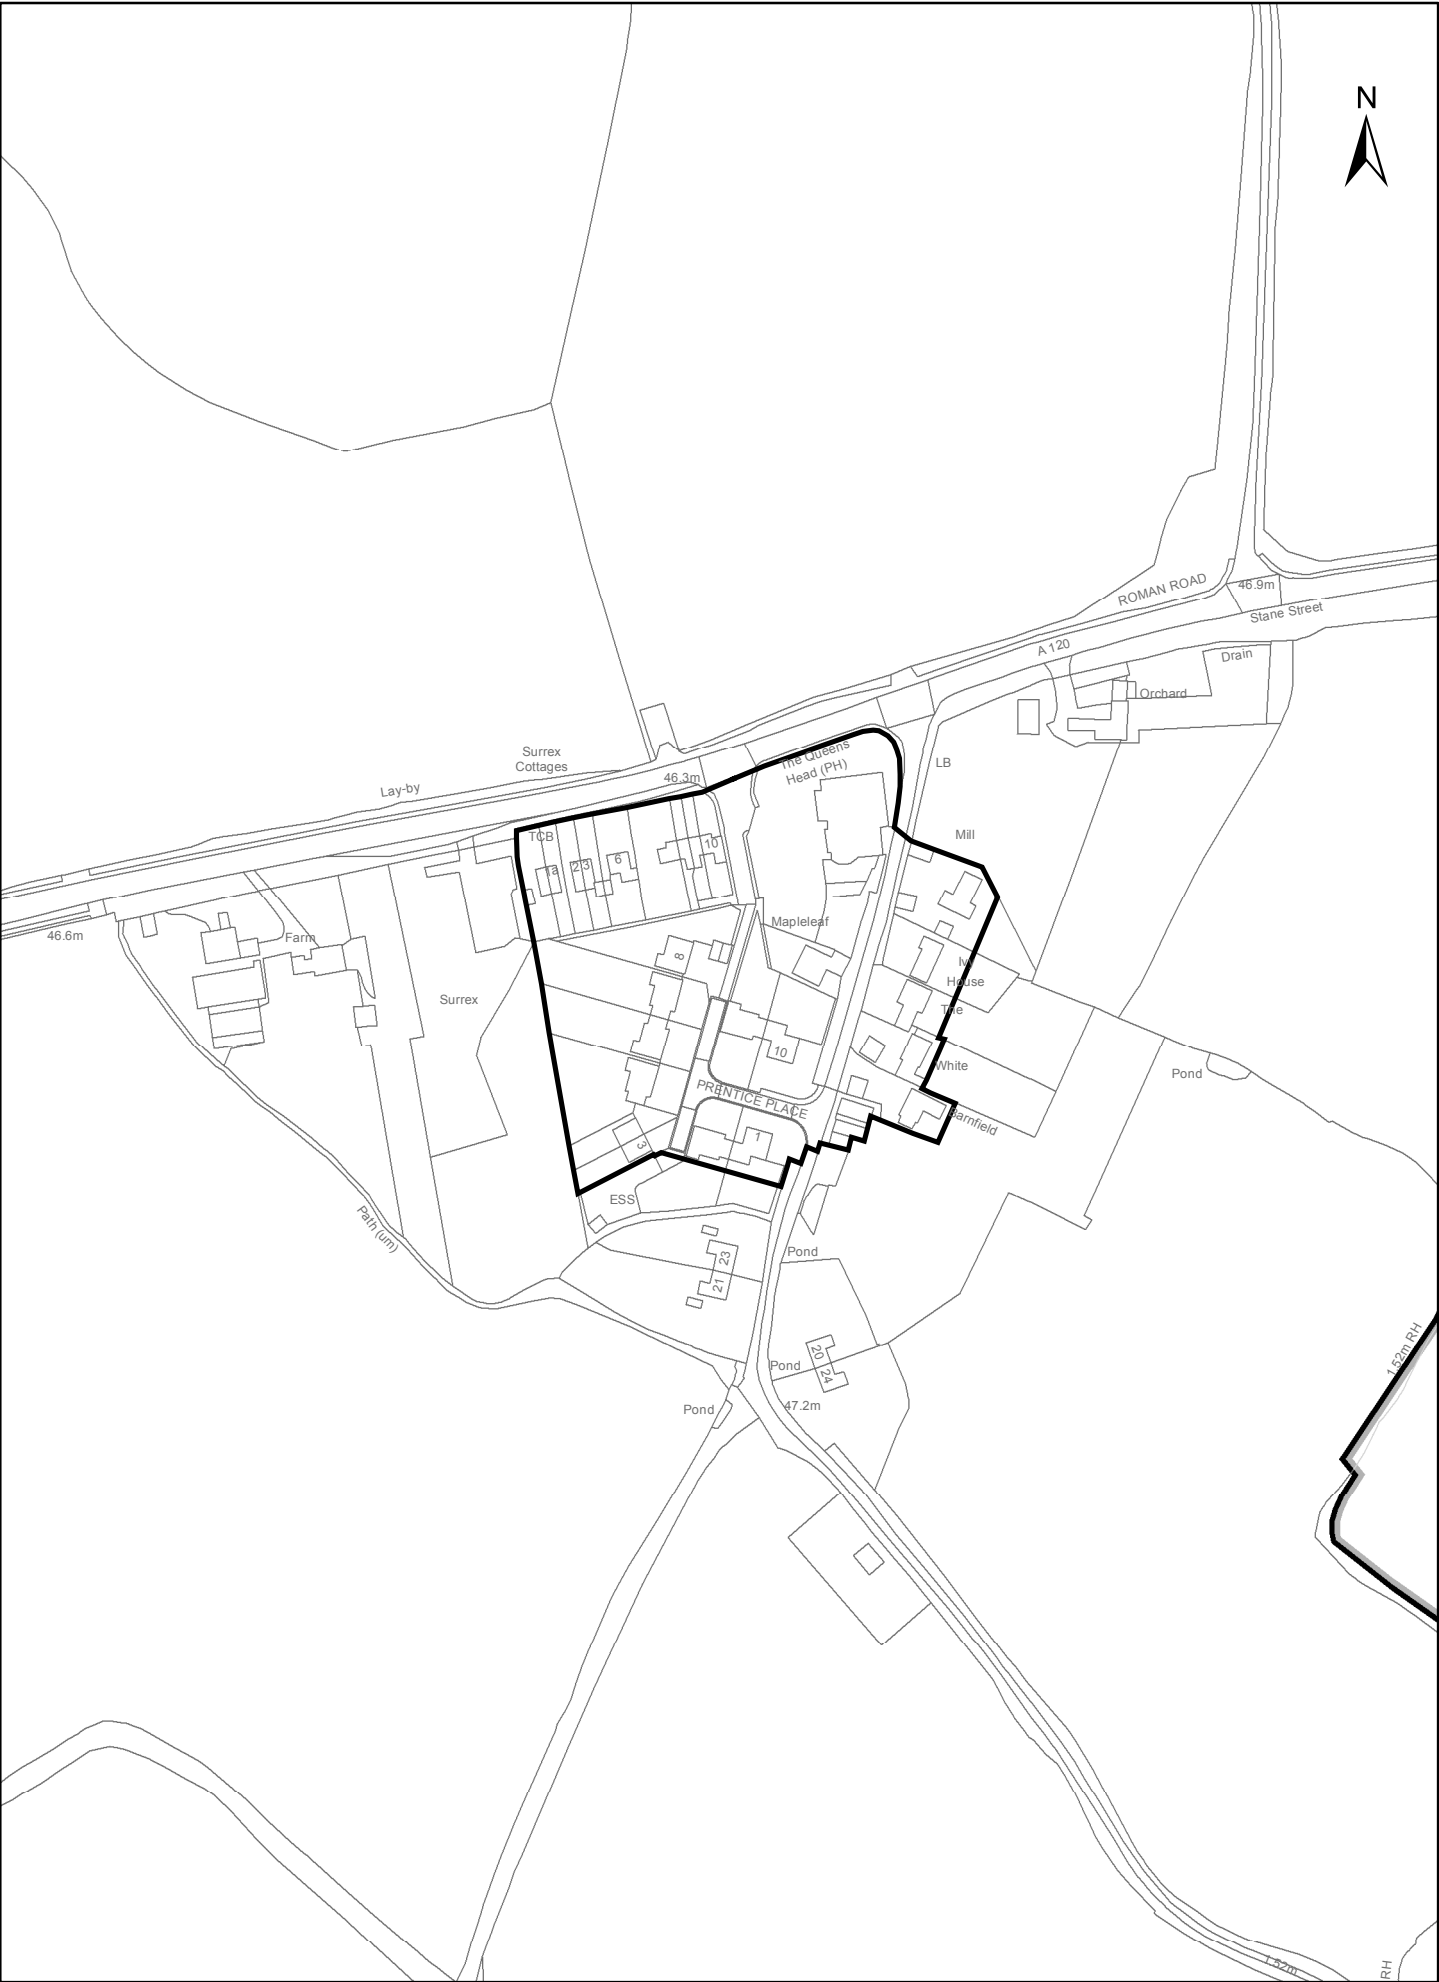 N
ROMAN ROAD
46.9m
Stane Street
A 120
Drain
Orchard
The Queens
Head (PH)
LB
Surrex
Cottages
46.3m
Lay-by
TCB
Mill
10
6
2
3
1a
Mapleleaf
46.6m
Farm
8
Ivy
House
Surrex
The
10
White
Pond
PRENTICE PLACE
Barnfield
1
3
ESS
Path (um)
Pond
23
21
20
24
Pond
47.2m
Pond
1.52m RH
1.52m
RH